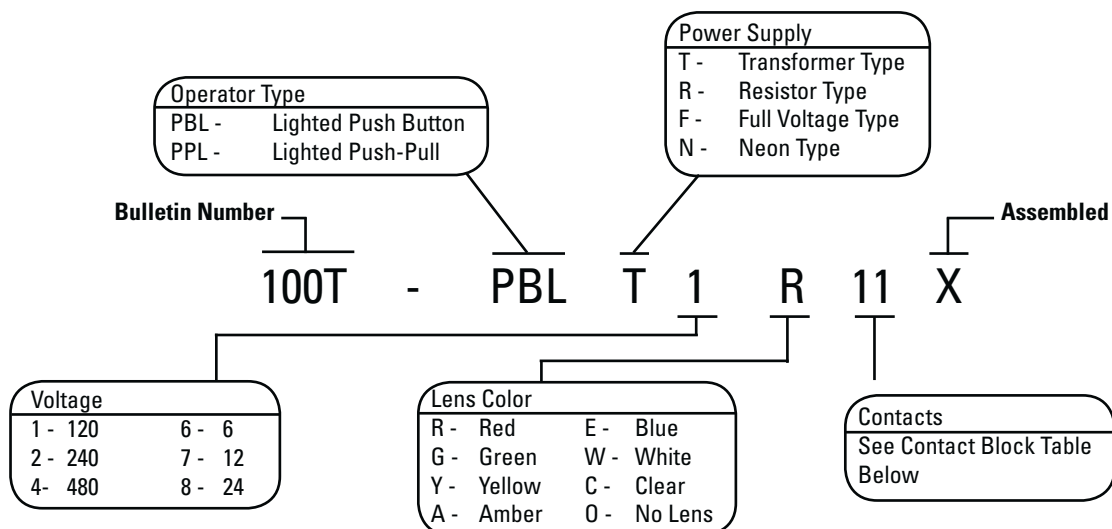 Power Supply
T - Transformer Type
R - Resistor Type
F - Full Voltage Type
N - Neon Type
Operator Type
PBL - Lighted Push Button
PPL - Lighted Push-Pull
Bulletin Number
Assembled
100T - PBL T 1 R 11 X
Voltage
1 - 120 6 - 6
2 - 240 7 - 12
4- 480 8 - 24
Lens Color
R - Red E - Blue
G - Green W - White
Y - Yellow C - Clear
A - Amber 0 - No Lens
Contacts
See Contact Block Table
Below